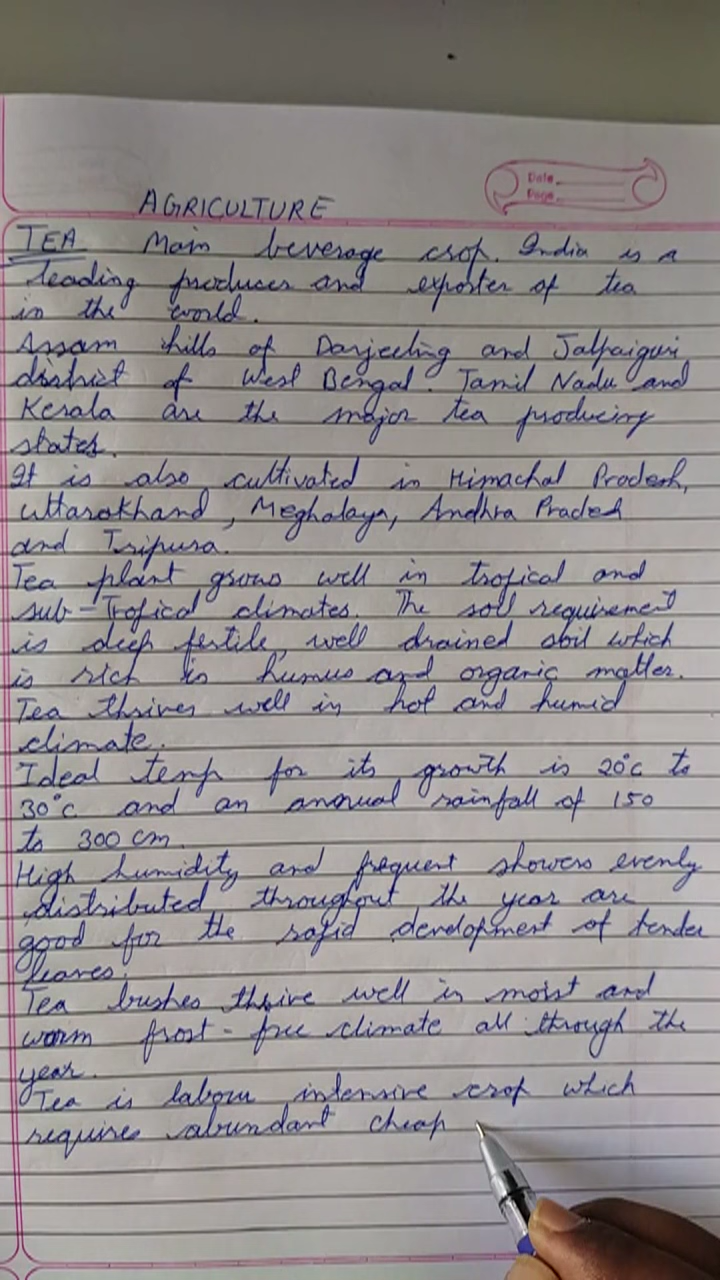 Date
Page
AGRICULTURE
TEA Main beverage crop. India is a
leading producer and exporter of tea
in the world.
Assam hills of Darjeeling and Jalpaiguri
district of West Bengal. Tamil Nadu and
Kerala are the major tea producing
states.
It is also cultivated in Himachal Pradesh,
Uttarakhand, Meghalaya, Andhra Pradesh
and Tripura.
Tea plant grows well in tropical and
sub-Tropical climates. The soil requirement
is deep fertile, well drained soil which
is rich in humus and organic matter.
Tea thrives well in hot and humid
climate.
Ideal temp for its growth is 20°c to
30°c and an annual rainfall of 150
to 300 cm.
High humidity and frequent showers evenly
distributed throughout the year are
good for the rapid development of tender
leaves.
Tea bushes thrive well in moist and
warm frost-free climate all through the
year.
Tea is labour intensive crop which
requires abundant cheap